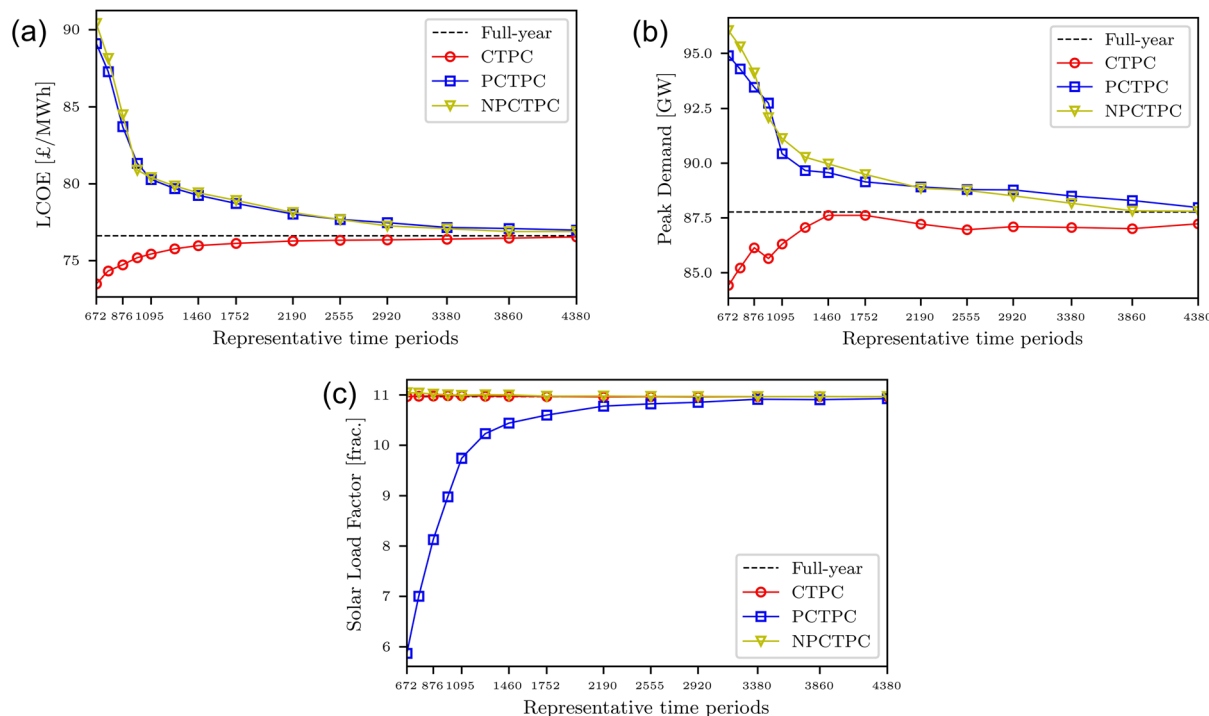 (a)
LCOE [£/MWh]
90
85
80
75
Full-year
CTPC
PCTPC
NPCTPC
672 876 1095 1460 1752 2190 2555 2920 3380 3860 4380
Representative time periods
(b)
Peak Demand [GW]
95.0
92.5
90.0
87.5
85.0
Full-year
CTPC
PCTPC
NPCTPC
672 876 1095 1460 1752 2190 2555 2920 3380 3860 4380
Representative time periods
(c)
Solar Load Factor [frac.]
11
10
9
8
7
6
Full-year
CTPC
PCTPC
NPCTPC
672 876 1095 1460 1752 2190 2555 2920 3380 3860 4380
Representative time periods